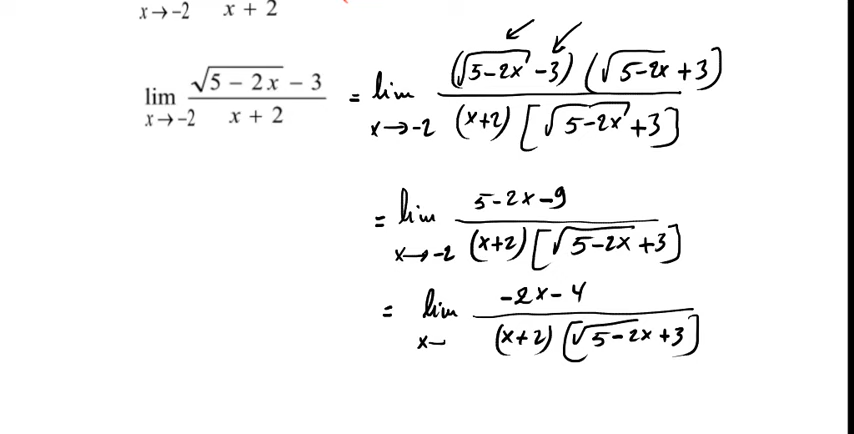 x→-2 x + 2
lim x→-2 (√(5 - 2x) - 3)/(x + 2) = lim x→-2 ((√(5-2x) -3) (√(5-2x) +3])/((x+2) [√(5-2x) +3])
= lim x→-2 (5-2x-9)/((x+2) [√(5-2x) +3])
= lim x→ (-2x-4)/((x+2) [√(5-2x) +3])